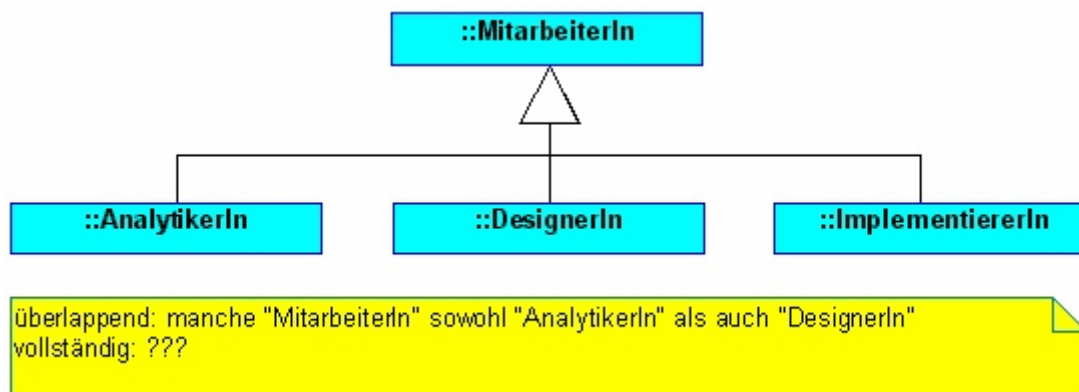 ::MitarbeiterIn
::AnalytikerIn
::DesignerIn
::ImplementiererIn
überlappend: manche "MitarbeiterIn" sowohl "AnalytikerIn" als auch "DesignerIn"
vollständig: ???